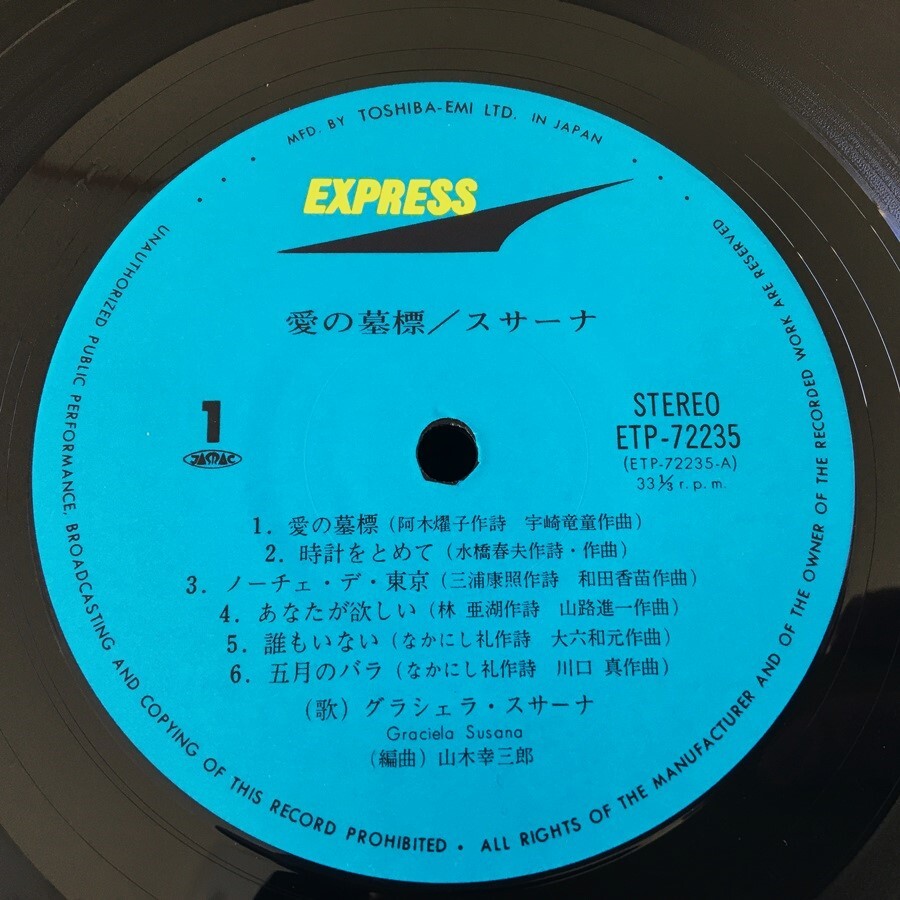 MFD. BY TOSHIBA-EMI LTD. IN JAPAN
EXPRESS
愛の墓標／スサーナ
1
JASRAC
STEREO
ETP-72235
(ETP-72235-A)
33⅓ r.p.m.
1. 愛の墓標（阿木燿子作詩 宇崎竜童作曲）
2. 時計をとめて（水橋春夫作詩・作曲）
3. ノーチェ・デ・東京（三浦康照作詩 和田香苗作曲）
4. あなたが欲しい（林 亜湖作詩 山路進一作曲）
5. 誰もいない（なかにし礼作詩 大六和元作曲）
6. 五月のバラ（なかにし礼作詩 川口 真作曲）
（歌）グラシェラ・スサーナ
Graciela Susana
（編曲）山木幸三郎
UNAUTHORIZED PUBLIC PERFORMANCE, BROADCASTING AND COPYING OF THIS RECORD PROHIBITED • ALL RIGHTS OF THE MANUFACTURER AND OF THE OWNER OF THE RECORDED WORK ARE RESERVED